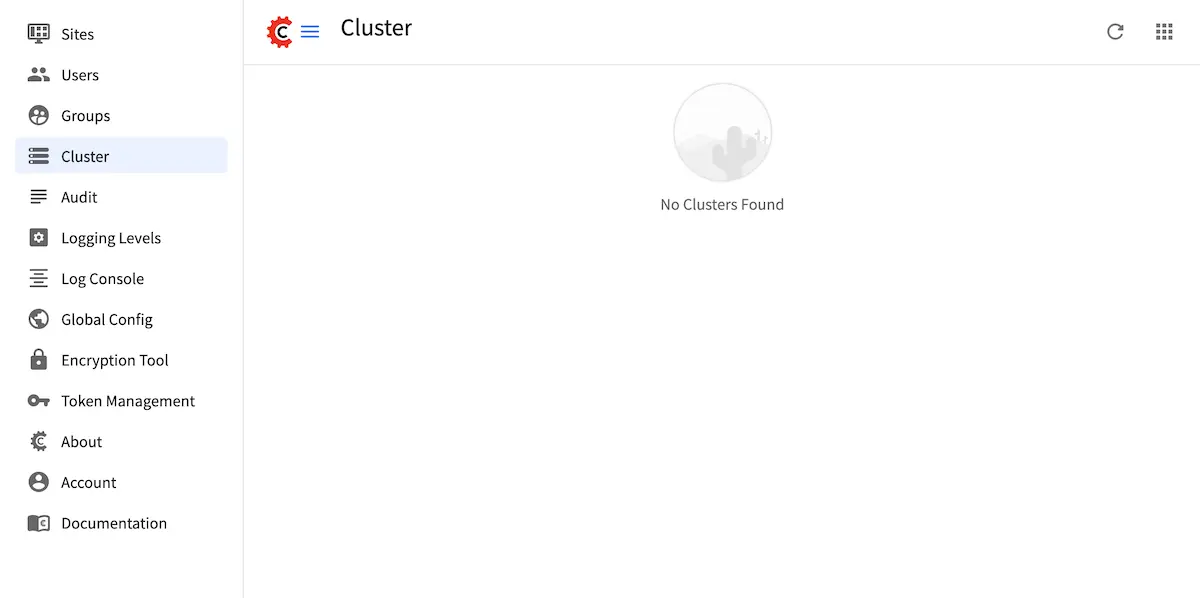 Sites
Users
Groups
Cluster
Audit
Logging Levels
Log Console
Global Config
Encryption Tool
Token Management
About
Account
Documentation
C
Cluster
No Clusters Found